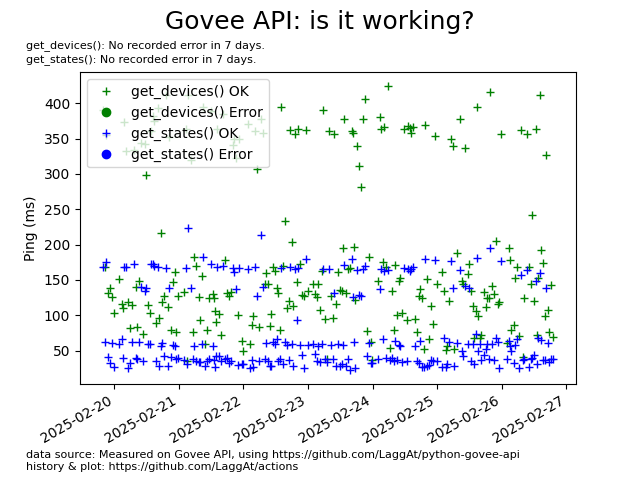 Govee API: is it working?
get_devices(): No recorded error in 7 days.
get_states(): No recorded error in 7 days.
get_devices() OK
get_devices() Error
get_states() OK
get_states() Error
Ping (ms)
400
350
300
250
200
150
100
50
2025-02-20
2025-02-21
2025-02-22
2025-02-23
2025-02-24
2025-02-25
2025-02-26
2025-02-27
data source: Measured on Govee API, using https://github.com/LaggAt/python-govee-api
history & plot: https://github.com/LaggAt/actions